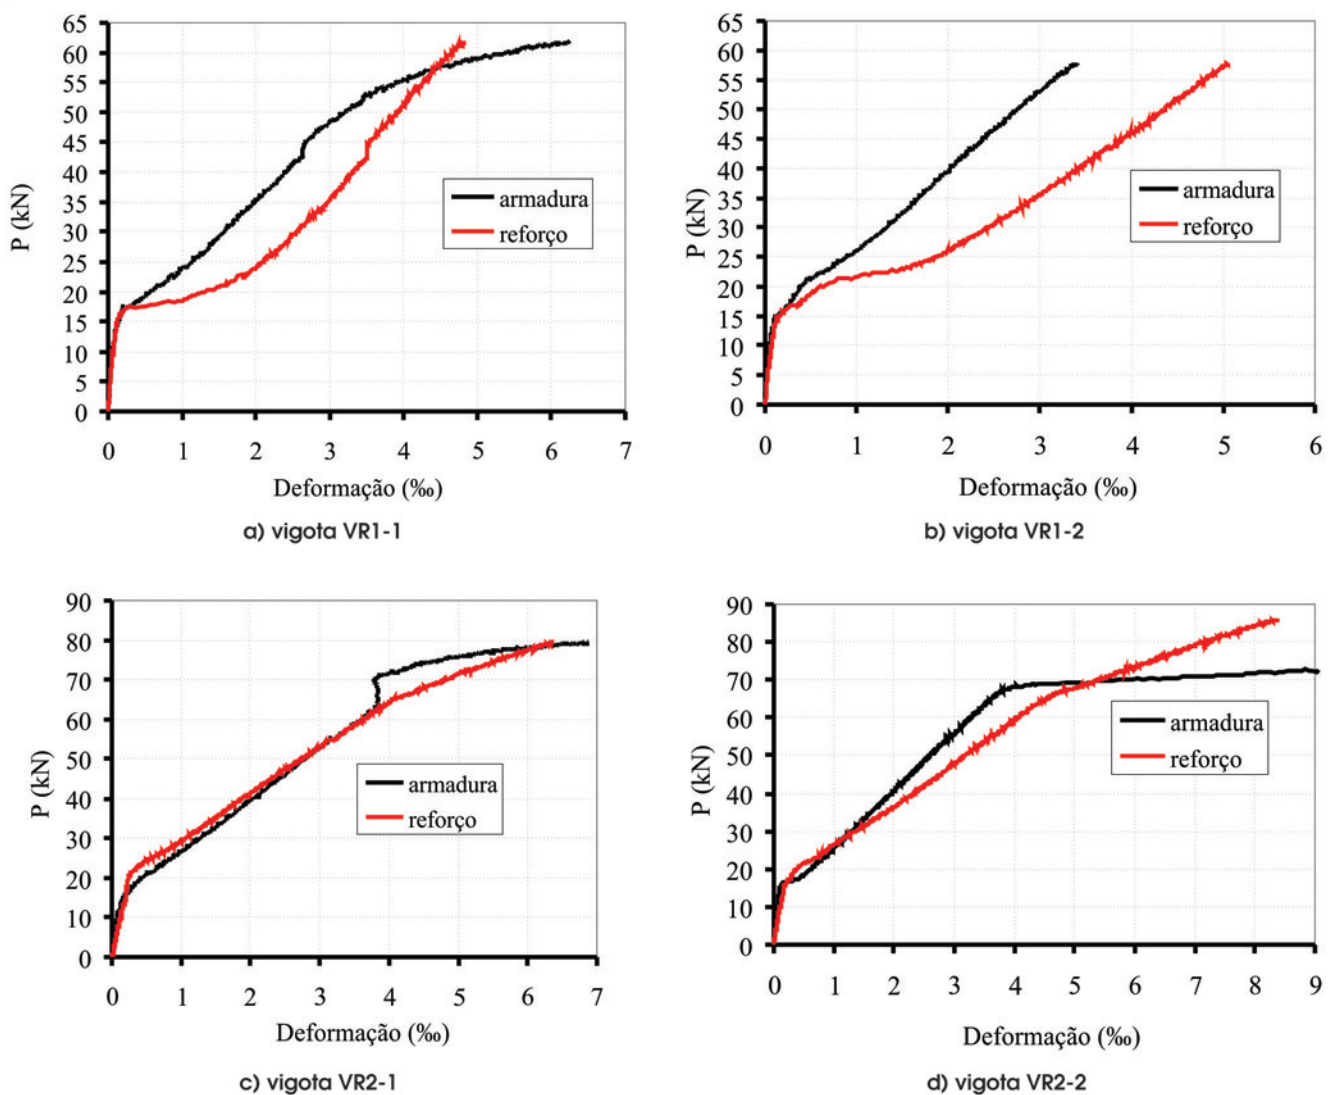 65
60
55
50
45
40
35
30
25
20
15
10
5
0
P (kN)
armadura
reforço
0 1 2 3 4 5 6 7
Deformação (‰)
a) vigota VR1-1
65
60
55
50
45
40
35
30
25
20
15
10
5
0
P (kN)
armadura
reforço
0 1 2 3 4 5 6
Deformação (‰)
b) vigota VR1-2
90
80
70
60
50
40
30
20
10
0
P (kN)
armadura
reforço
0 1 2 3 4 5 6 7
Deformação (‰)
c) vigota VR2-1
90
80
70
60
50
40
30
20
10
0
P (kN)
armadura
reforço
0 1 2 3 4 5 6 7 8 9
Deformação (‰)
d) vigota VR2-2